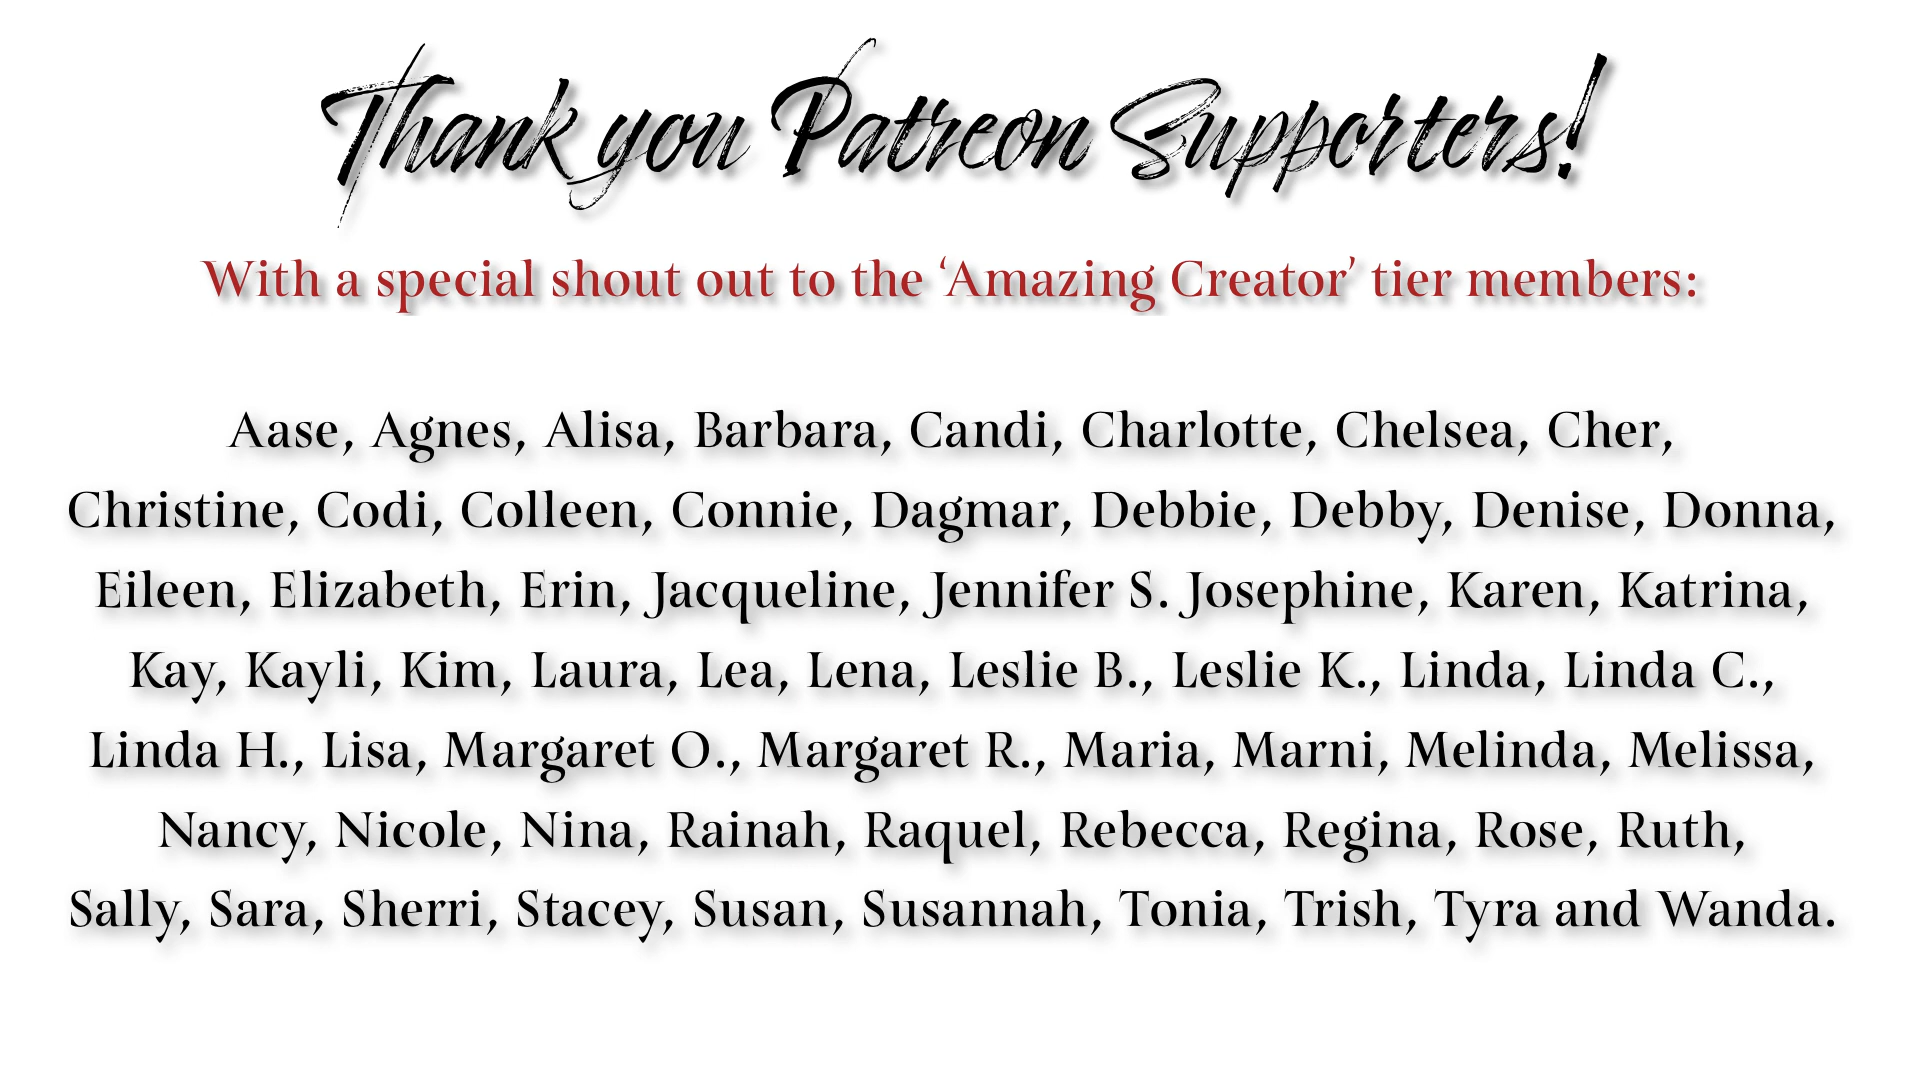 Thank you Patreon Supporters!
With a special shout out to the ‘Amazing Creator’ tier members:
Aase, Agnes, Alisa, Barbara, Candi, Charlotte, Chelsea, Cher,
Christine, Codi, Colleen, Connie, Dagmar, Debbie, Debby, Denise, Donna,
Eileen, Elizabeth, Erin, Jacqueline, Jennifer S. Josephine, Karen, Katrina,
Kay, Kayli, Kim, Laura, Lea, Lena, Leslie B., Leslie K., Linda, Linda C.,
Linda H., Lisa, Margaret O., Margaret R., Maria, Marni, Melinda, Melissa,
Nancy, Nicole, Nina, Rainah, Raquel, Rebecca, Regina, Rose, Ruth,
Sally, Sara, Sherri, Stacey, Susan, Susannah, Tonia, Trish, Tyra and Wanda.